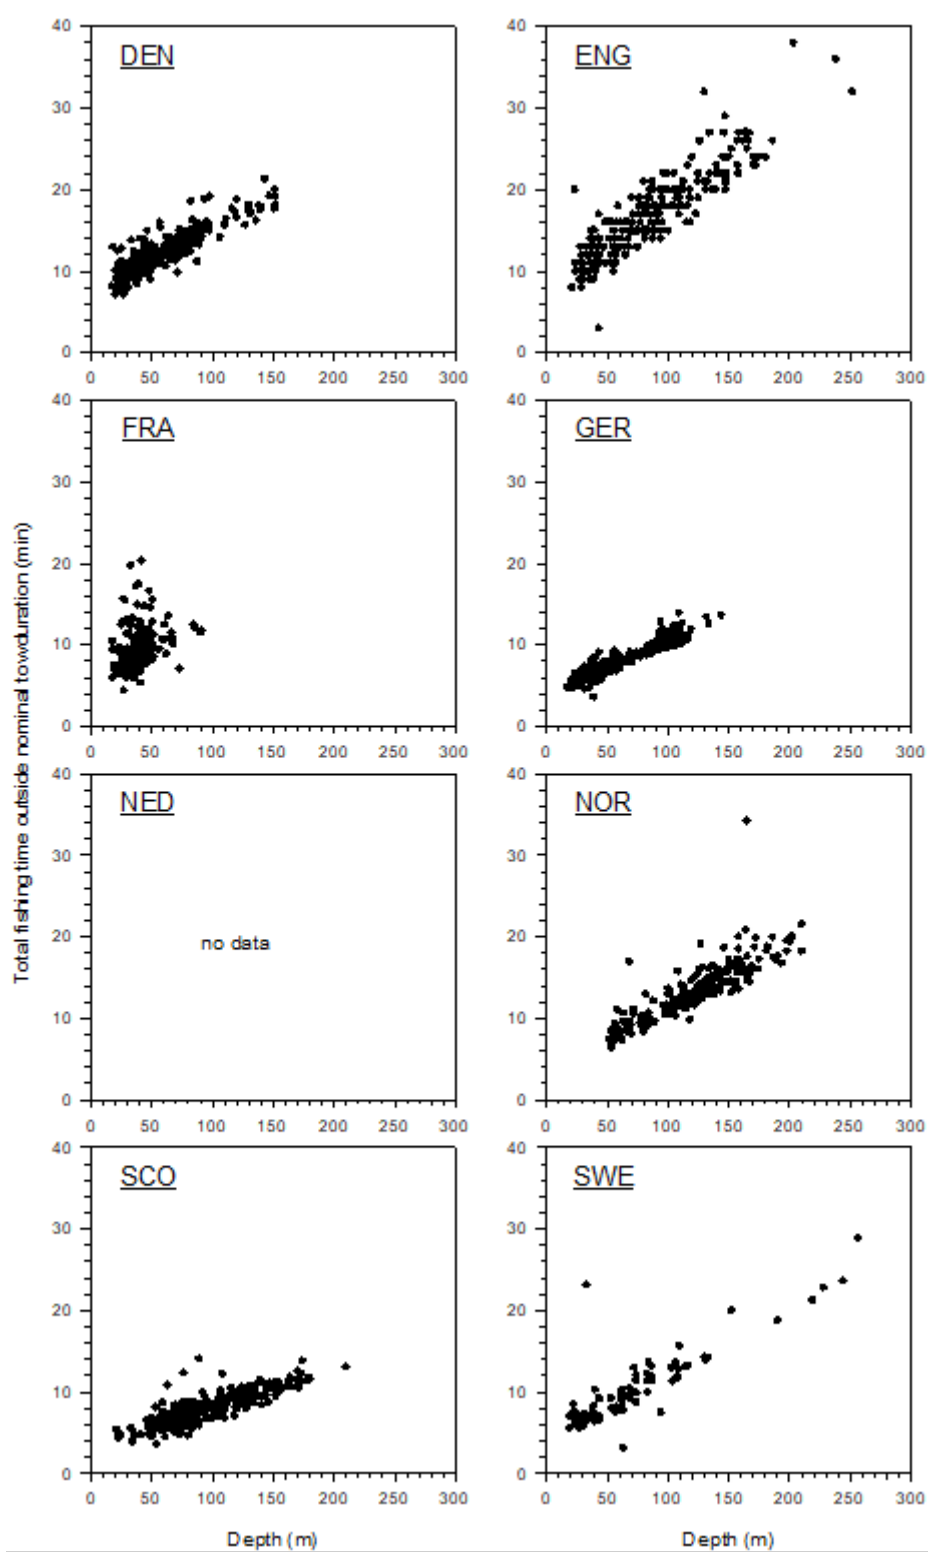 40 40
DEN ENG
30 30
20 20
10 10
0 0
0 50 100 150 200 250 300 0 50 100 150 200 250 300
40 40
FRA GER
30 30
20 20
10 10
0 0
0 50 100 150 200 250 300 0 50 100 150 200 250 300
Total fishing time outside nominal towduration (min)
40 40
NED NOR
30 30
no data
20 20
10 10
0 0
0 50 100 150 200 250 300 0 50 100 150 200 250 300
40 40
SCO SWE
30 30
20 20
10 10
0 0
0 50 100 150 200 250 300 0 50 100 150 200 250 300
Depth (m) Depth (m)